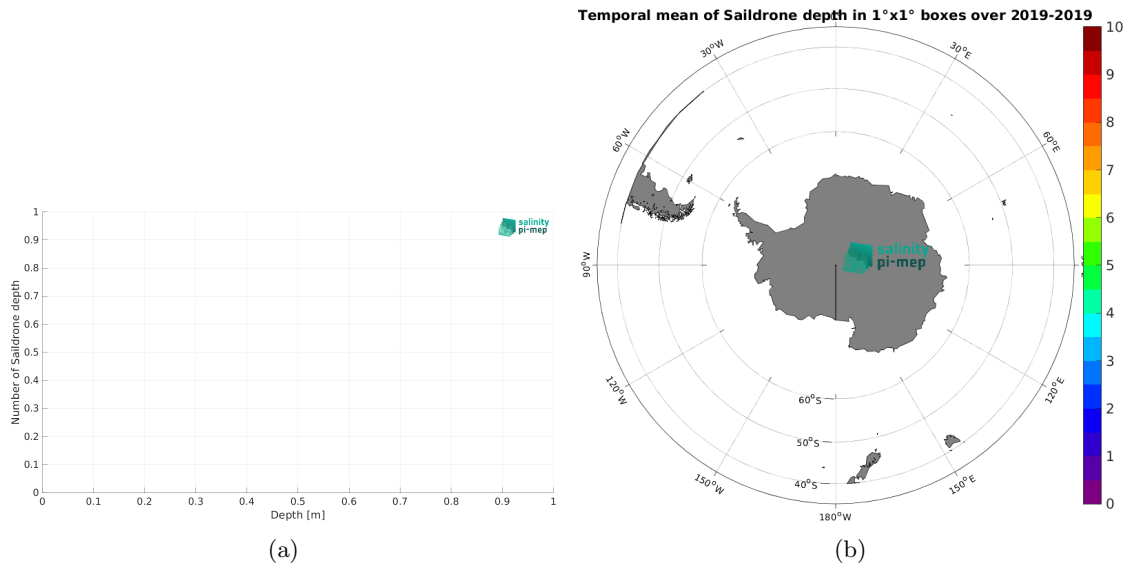 Temporal mean of Saildrone depth in 1°x1° boxes over 2019-2019
1
0.9
0.8
0.7
0.6
0.5
0.4
0.3
0.2
0.1
0
Number of Saildrone depth
salinity
pi-mep
0 0.1 0.2 0.3 0.4 0.5 0.6 0.7 0.8 0.9 1
Depth [m]
(a)
30°W
30°E
60°W
60°E
90°W
salinity
pi-mep
120°W
120°E
60°S
50°S
40°S
150°W
150°E
180°W
10
9
8
7
6
5
4
3
2
1
0
(b)